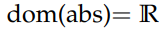 dom(abs)= ℝ